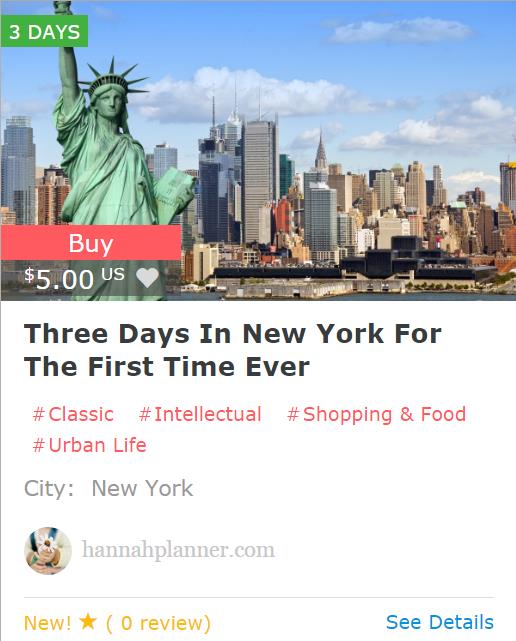 3 DAYS
Buy
$5.00 US
Three Days In New York For
The First Time Ever
#Classic #Intellectual #Shopping & Food
#Urban Life
City: New York
hannahplanner.com
New! ★ ( 0 review) See Details